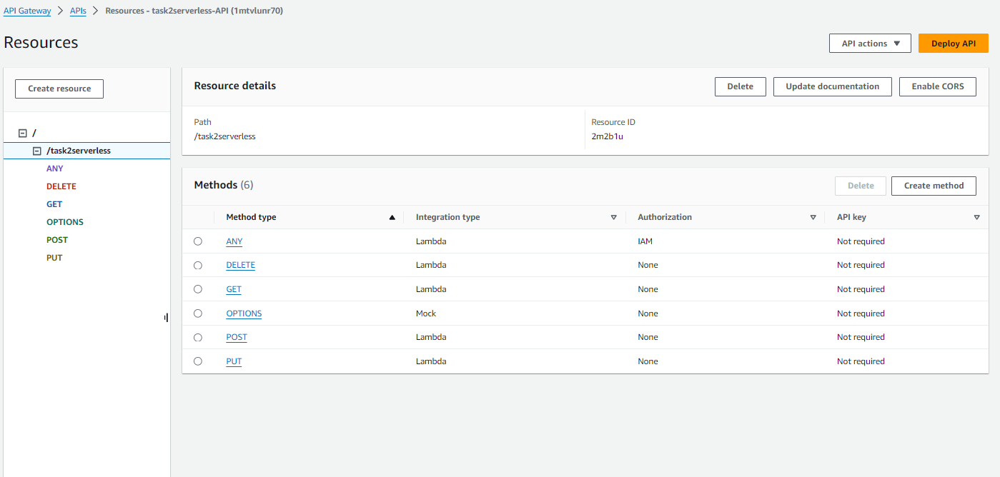 API Gateway > APIs > Resources - task2serverless-API (1mtvlunr70)
Resources
API actions
Deploy API
Create resource
/
/task2serverless
ANY
DELETE
GET
OPTIONS
POST
PUT
Resource details
Delete
Update documentation
Enable CORS
Path
/task2serverless
Resource ID
2m2b1u
Methods (6)
Delete
Create method
Method type Integration type Authorization API key
ANY Lambda IAM Not required
DELETE Lambda None Not required
GET Lambda None Not required
OPTIONS Mock None Not required
POST Lambda None Not required
PUT Lambda None Not required